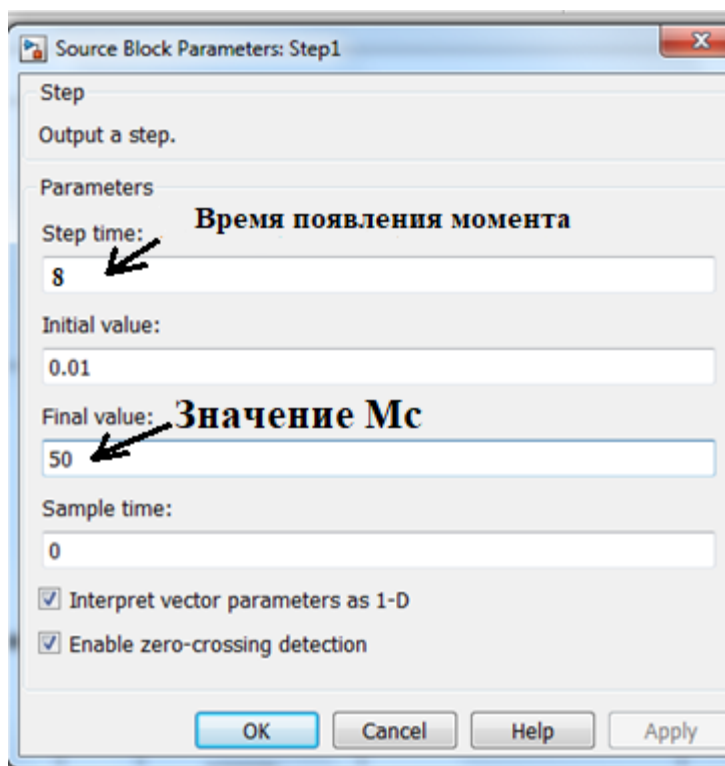 Source Block Parameters: Step1
Step
Output a step.
Parameters
Время появления момента
Step time:
8
Initial value:
0.01
Final value: Значение Мс
50
Sample time:
0
Interpret vector parameters as 1-D
Enable zero-crossing detection
OK Cancel Help Apply